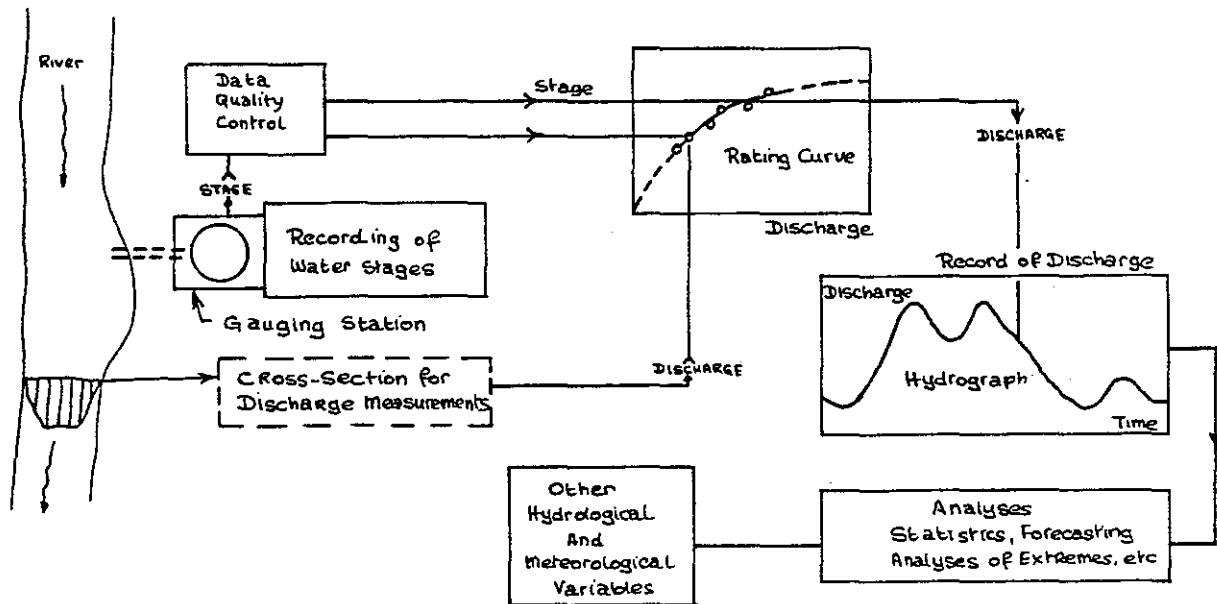 River
Data
Quality
Control
Stage
STAGE
Rating Curve
Discharge
DISCHARGE
Recording of
Water Stages
Gauging Station
Cross-Section for
Discharge Measurements
DISCHARGE
Record of Discharge
Discharge
Hydrograph
Time
Other
Hydrological
And
Meteorological
Variables
Analyses
Statistics, Forecasting
Analyses of Extremes, etc